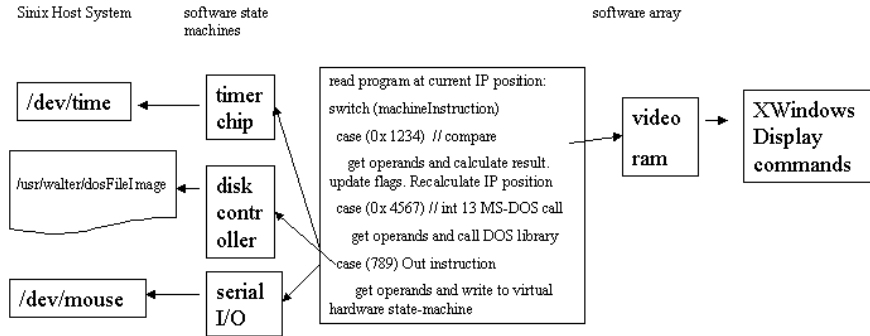 Sinix Host System
software state
machines
software array
/dev/time
timer
chip
/usr/walter/dosFileImage
disk
contr
oller
/dev/mouse
serial
I/O
read program at current IP position:
switch (machineInstruction)
case (0x 1234) // compare
get operands and calculate result.
update flags. Recalculate IP position
case (0x 4567) // int 13 MS-DOS call
get operands and call DOS library
case (789) Out instruction
get operands and write to virtual
hardware state-machine
video
ram
XWindows
Display
commands